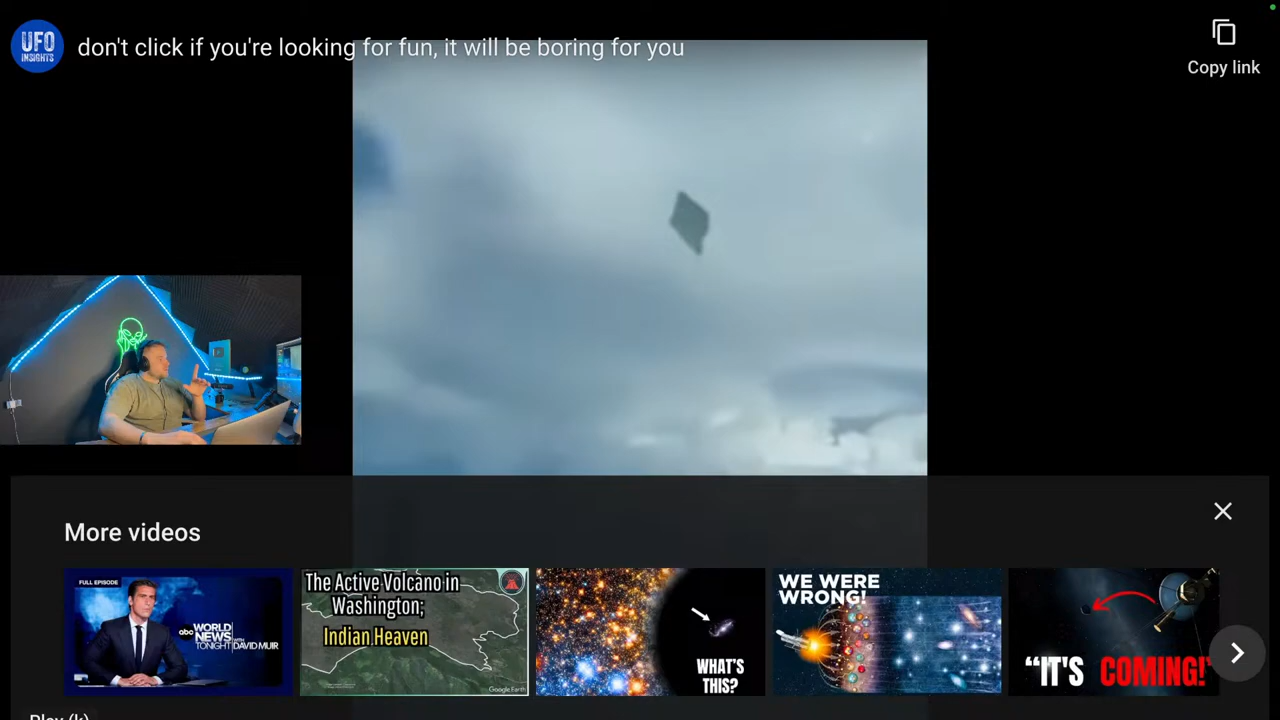 UFO
INSIGHTS
don't click if you're looking for fun, it will be boring for you
Copy link
More videos
FULL EPISODE
abc WORLD
NEWS
TONIGHT WITH
DAVID MUIR
The Active Volcano in
Washington;
Indian Heaven
Google Earth
WHAT'S
THIS?
WE WERE
WRONG!
“IT'S COMING!
Play (k)